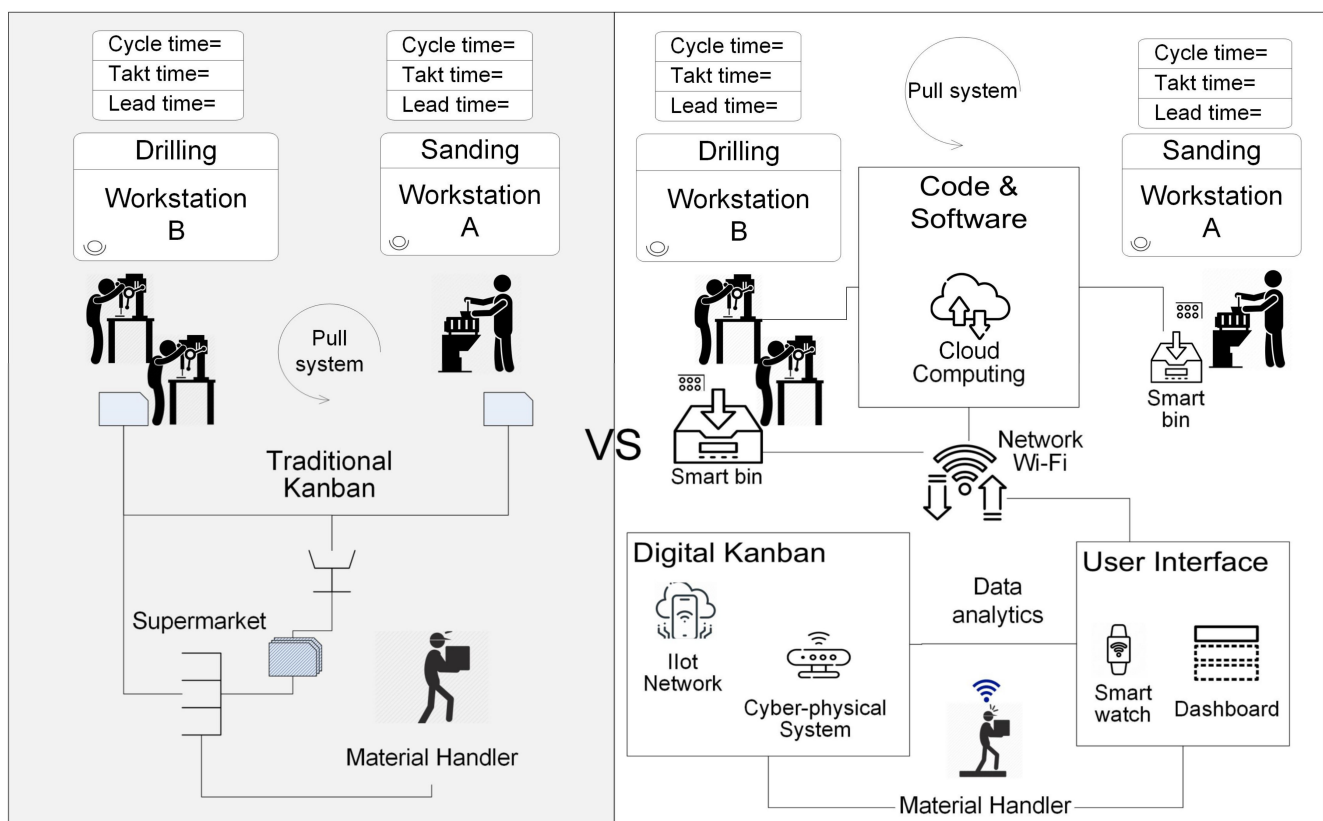 Cycle time=
Takt time=
Lead time=
Drilling
Workstation
B
Cycle time=
Takt time=
Lead time=
Sanding
Workstation
A
Pull
system
Traditional
Kanban
Supermarket
Material Handler
VS
Cycle time=
Takt time=
Lead time=
Drilling
Workstation
B
Pull system
Code &
Software
Cloud
Computing
Cycle time=
Takt time=
Lead time=
Sanding
Workstation
A
Smart bin
Smart
bin
Network
Wi-Fi
Digital Kanban
IIot
Network
Cyber-physical
System
Data
analytics
User Interface
Smart
watch
Dashboard
Material Handler